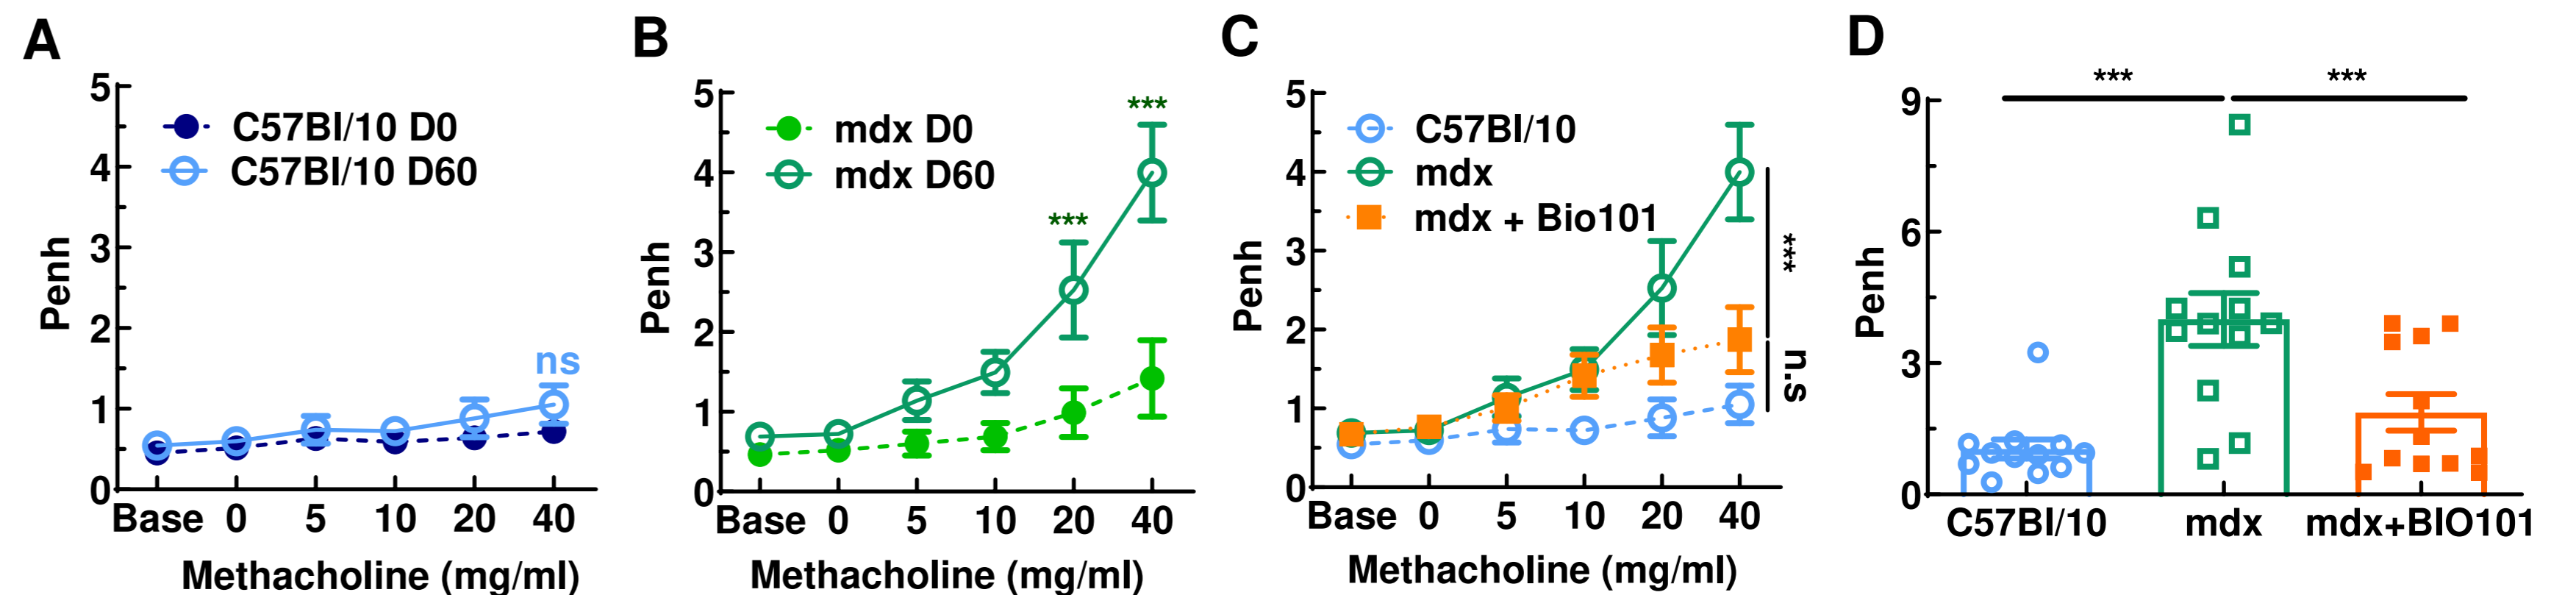 A
5
4
3
2
1
0
Penh
C57Bl/10 D0
C57Bl/10 D60
ns
Base 0 5 10 20 40
Methacholine (mg/ml)
B
5
4
3
2
1
0
Penh
mdx D0
mdx D60
***
***
Base 0 5 10 20 40
Methacholine (mg/ml)
C
5
4
3
2
1
0
Penh
C57Bl/10
mdx
mdx + Bio101
***
n.s
Base 0 5 10 20 40
Methacholine (mg/ml)
D
*** ***
9
6
3
0
Penh
C57Bl/10 mdx mdx+BIO101